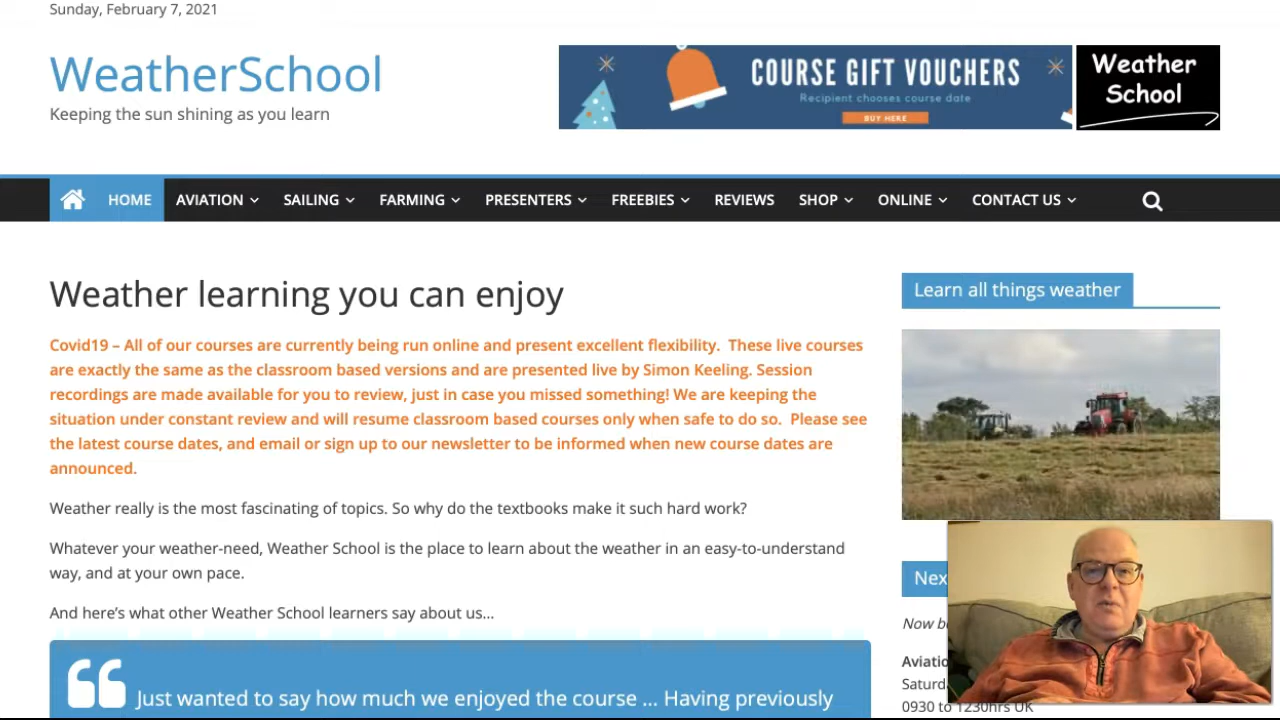 Sunday, February 7, 2021
WeatherSchool
Keeping the sun shining as you learn
COURSE GIFT VOUCHERS
Recipient chooses course date
BUY HERE
Weather
School
HOME AVIATION SAILING FARMING PRESENTERS FREEBIES REVIEWS SHOP ONLINE CONTACT US
Weather learning you can enjoy
Covid19 – All of our courses are currently being run online and present excellent flexibility. These live courses
are exactly the same as the classroom based versions and are presented live by Simon Keeling. Session
recordings are made available for you to review, just in case you missed something! We are keeping the
situation under constant review and will resume classroom based courses only when safe to do so. Please see
the latest course dates, and email or sign up to our newsletter to be informed when new course dates are
announced.
Weather really is the most fascinating of topics. So why do the textbooks make it such hard work?
Whatever your weather-need, Weather School is the place to learn about the weather in an easy-to-understand
way, and at your own pace.
And here's what other Weather School learners say about us...
Just wanted to say how much we enjoyed the course ... Having previously
Learn all things weather
Nex
Now b
Aviatio
Saturd
0930 to 1230hrs UK